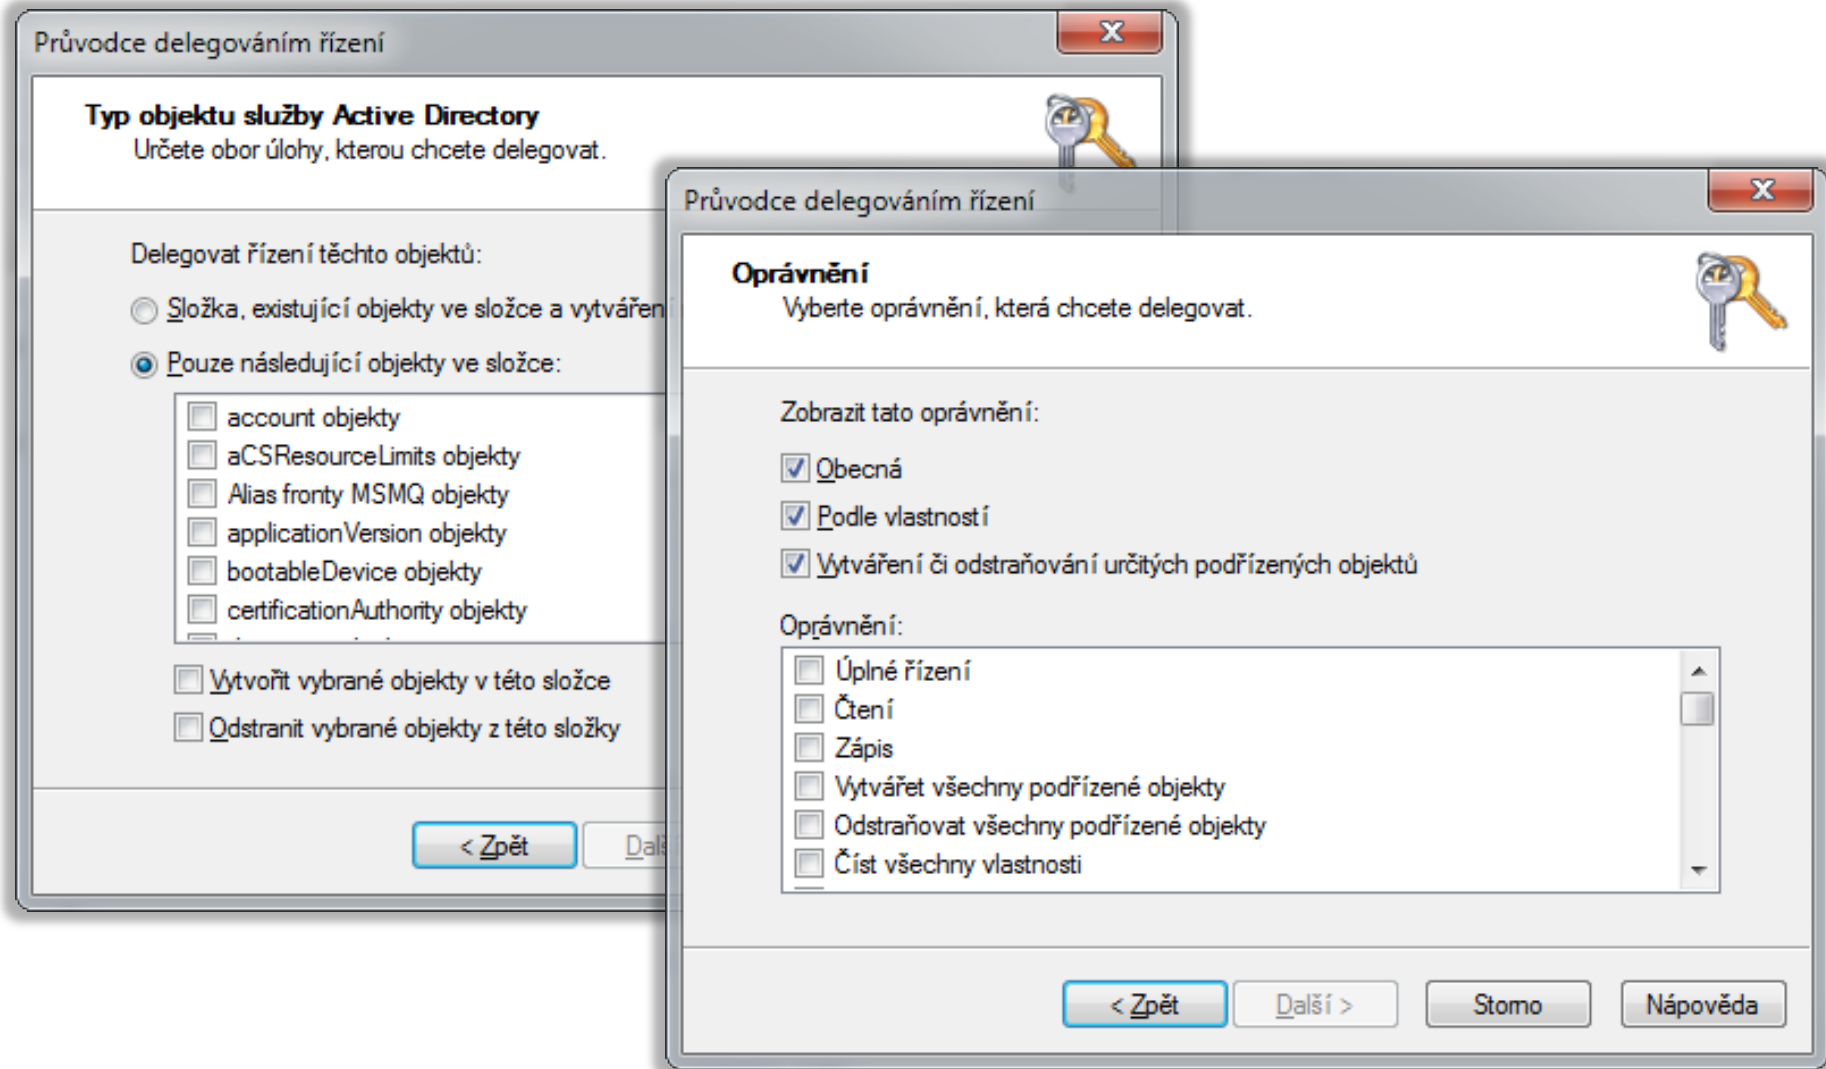 Průvodce delegováním řízení
Typ objektu služby Active Directory
Určete obor úlohy, kterou chcete delegovat.
Delegovat řízení těchto objektů:
Složka, existující objekty ve složce a vytváření
Pouze následující objekty ve složce:
account objekty
aCSResourceLimits objekty
Alias fronty MSMQ objekty
applicationVersion objekty
bootableDevice objekty
certificationAuthority objekty
Vytvořit vybrané objekty v této složce
Odstranit vybrané objekty z této složky
< Zpět
Průvodce delegováním řízení
Oprávnění
Vyberte oprávnění, která chcete delegovat.
Zobrazit tato oprávnění:
Obecná
Podle vlastností
Vytváření či odstraňování určitých podřízených objektů
Oprávnění:
Úplné řízení
Čtení
Zápis
Vytvářet všechny podřízené objekty
Odstraňovat všechny podřízené objekty
Číst všechny vlastnosti
< Zpět
Další >
Storno
Nápověda